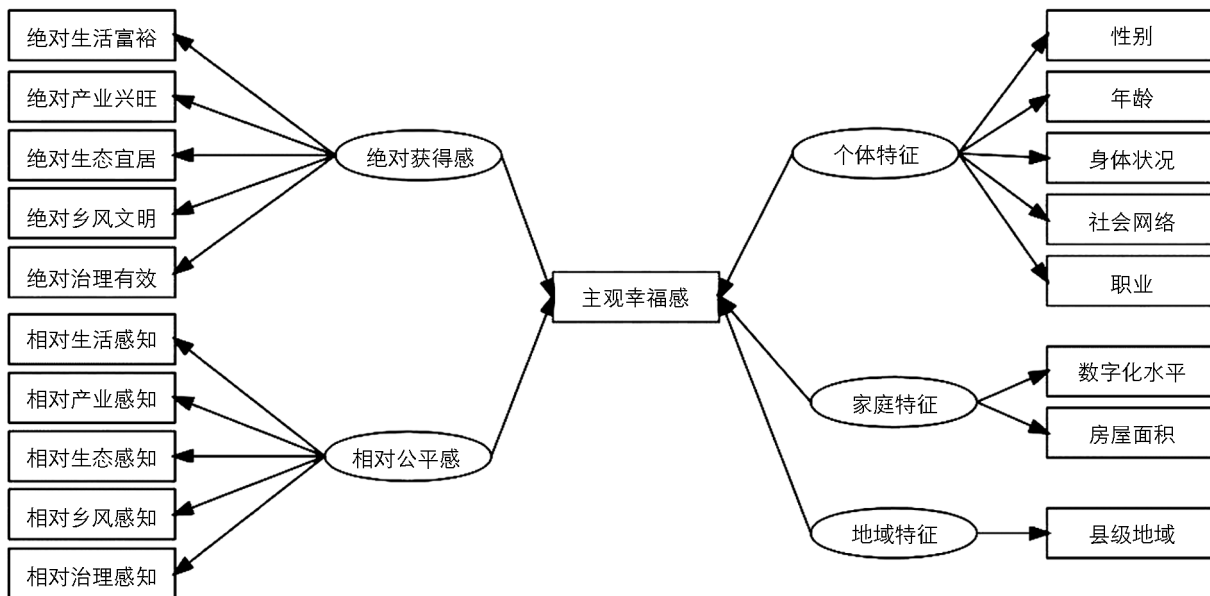 绝对生活富裕
绝对产业兴旺
绝对生态宜居
绝对乡风文明
绝对治理有效
相对生活感知
相对产业感知
相对生态感知
相对乡风感知
相对治理感知
绝对获得感
相对公平感
主观幸福感
个体特征
家庭特征
地域特征
性别
年龄
身体状况
社会网络
职业
数字化水平
房屋面积
县级地域